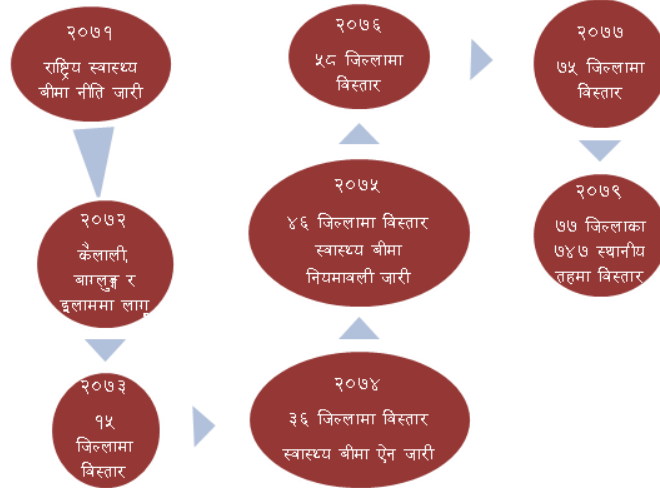 २०७१
राष्ट्रिय स्वास्थ्य
बीमा नीति जारी
२०७२
कैलाली,
बाग्लुङ्ग र
इलाममा लागू
२०७३
१५
जिल्लामा
विस्तार
२०७४
३६ जिल्लामा विस्तार
स्वास्थ्य बीमा ऐन जारी
२०७५
४६ जिल्लामा विस्तार
स्वास्थ्य बीमा
नियमावली जारी
२०७६
५८ जिल्लामा
विस्तार
२०७७
७५ जिल्लामा
विस्तार
२०७९
७७ जिल्लाका
७४७ स्थानीय
तहमा विस्तार